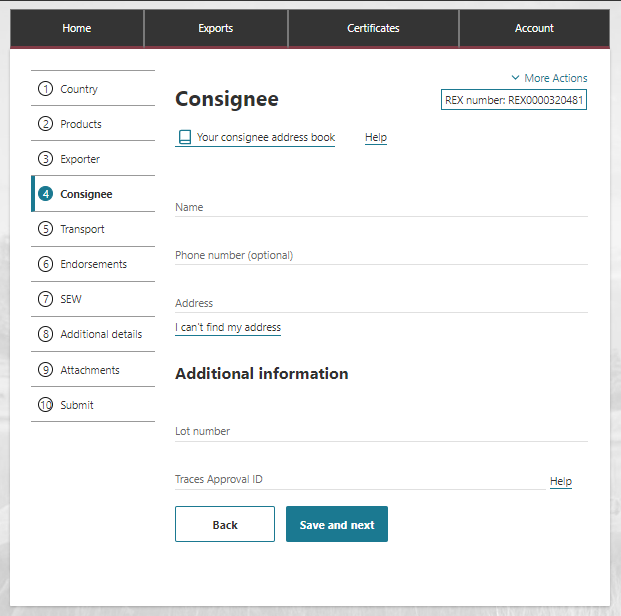 Home
Exports
Certificates
Account
1 Country
2 Products
3 Exporter
4 Consignee
5 Transport
6 Endorsements
7 SEW
8 Additional details
9 Attachments
10 Submit
More Actions
Consignee
REX number: REX0000320481
Your consignee address book
Help
Name
Phone number (optional)
Address
I can't find my address
Additional information
Lot number
Traces Approval ID
Help
Back
Save and next